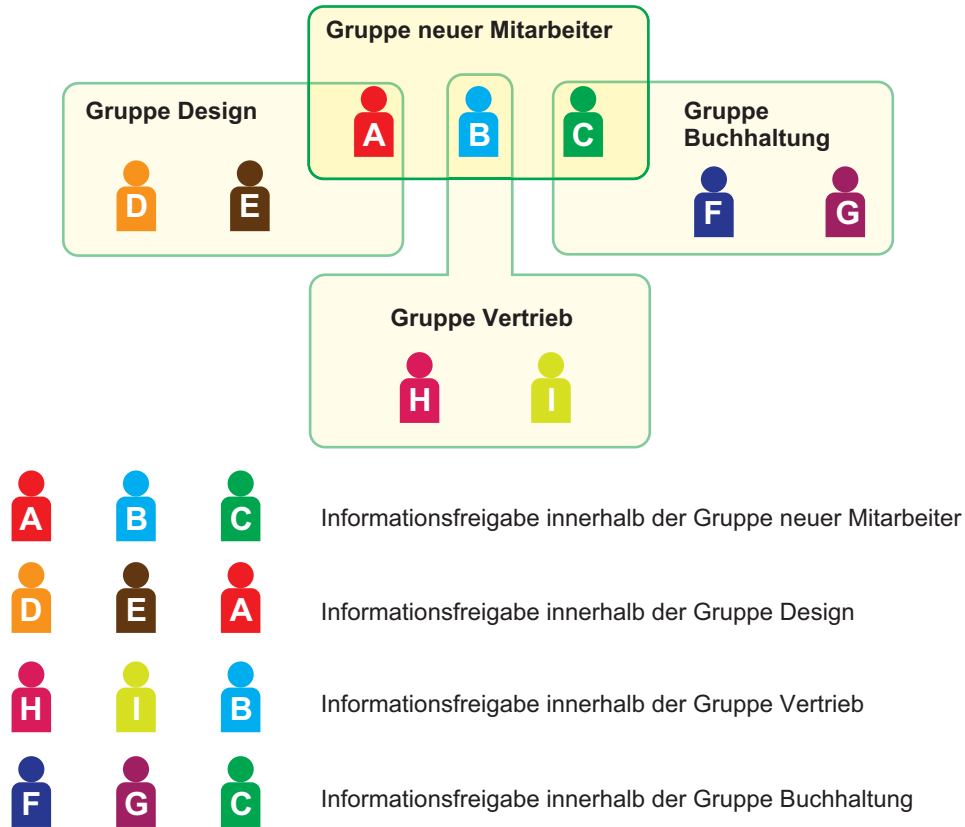 Gruppe neuer Mitarbeiter
Gruppe Design
A
B
C
Gruppe
Buchhaltung
D
E
F
G
Gruppe Vertrieb
H
I
A B C Informationsfreigabe innerhalb der Gruppe neuer Mitarbeiter
D E A Informationsfreigabe innerhalb der Gruppe Design
H I B Informationsfreigabe innerhalb der Gruppe Vertrieb
F G C Informationsfreigabe innerhalb der Gruppe Buchhaltung